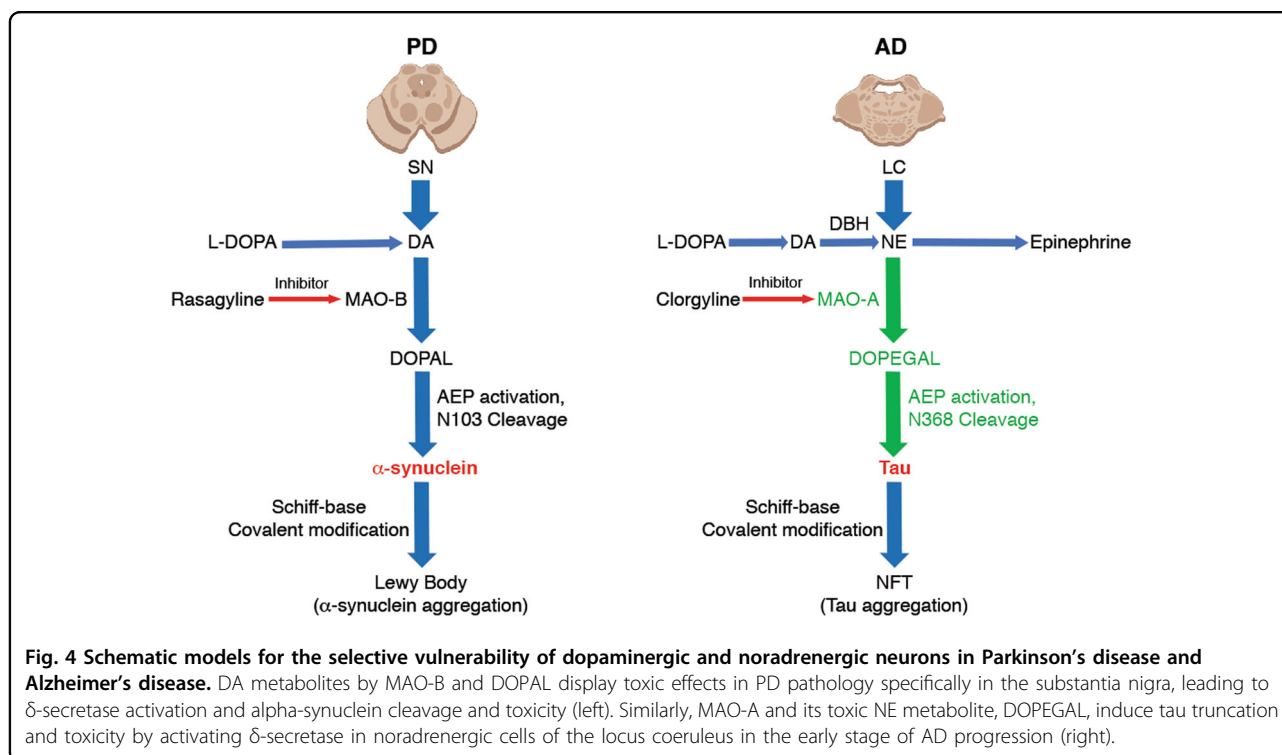 PD
AD
SN
LC
DBH
L-DOPA DA
L-DOPA DA NE Epinephrine
Inhibitor
Rasagyline MAO-B
Inhibitor
Clorgyline MAO-A
DOPAL
DOPEGAL
AEP activation,
N103 Cleavage
AEP activation,
N368 Cleavage
α-synuclein
Tau
Schiff-base
Covalent modification
Schiff-base
Covalent modification
Lewy Body
(α-synuclein aggregation)
NFT
(Tau aggregation)
Fig. 4 Schematic models for the selective vulnerability of dopaminergic and noradrenergic neurons in Parkinson's disease and
Alzheimer's disease. DA metabolites by MAO-B and DOPAL display toxic effects in PD pathology specifically in the substantia nigra, leading to
δ-secretase activation and alpha-synuclein cleavage and toxicity (left). Similarly, MAO-A and its toxic NE metabolite, DOPEGAL, induce tau truncation
and toxicity by activating δ-secretase in noradrenergic cells of the locus coeruleus in the early stage of AD progression (right).